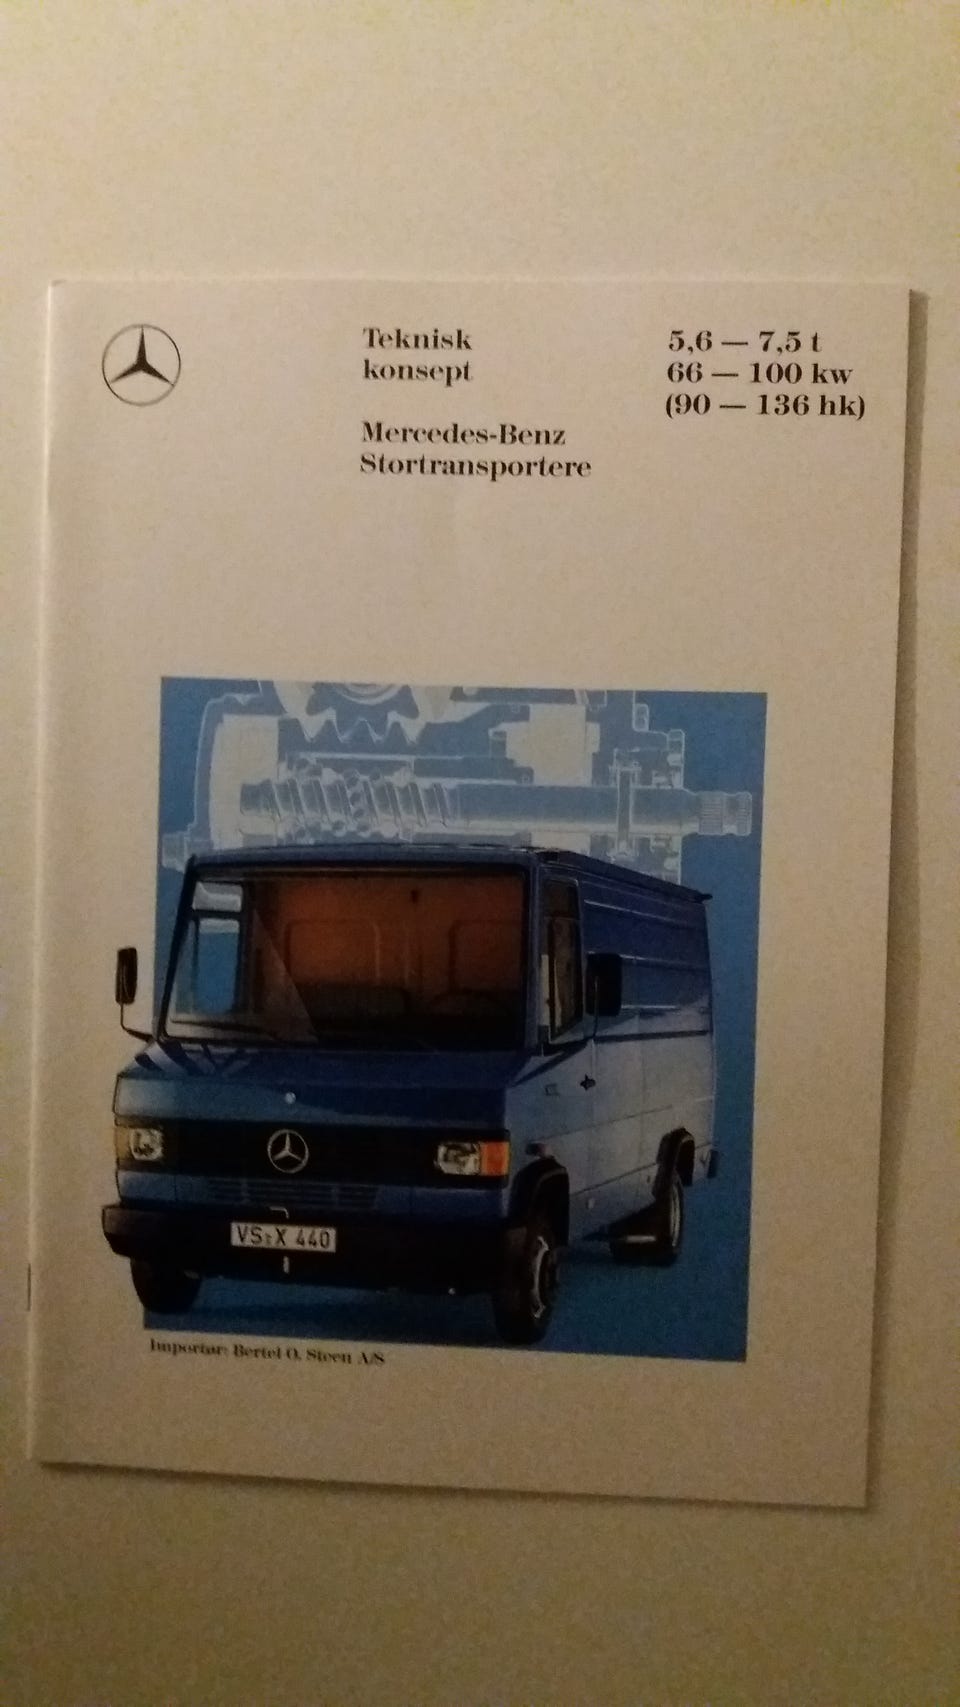 Teknisk
konsept
Mercedes-Benz
Stortransportere
5,6 — 7,5 t
66 — 100 kw
(90 — 136 hk)
VS-X 440
Importør: Bertel O. Steen A/S